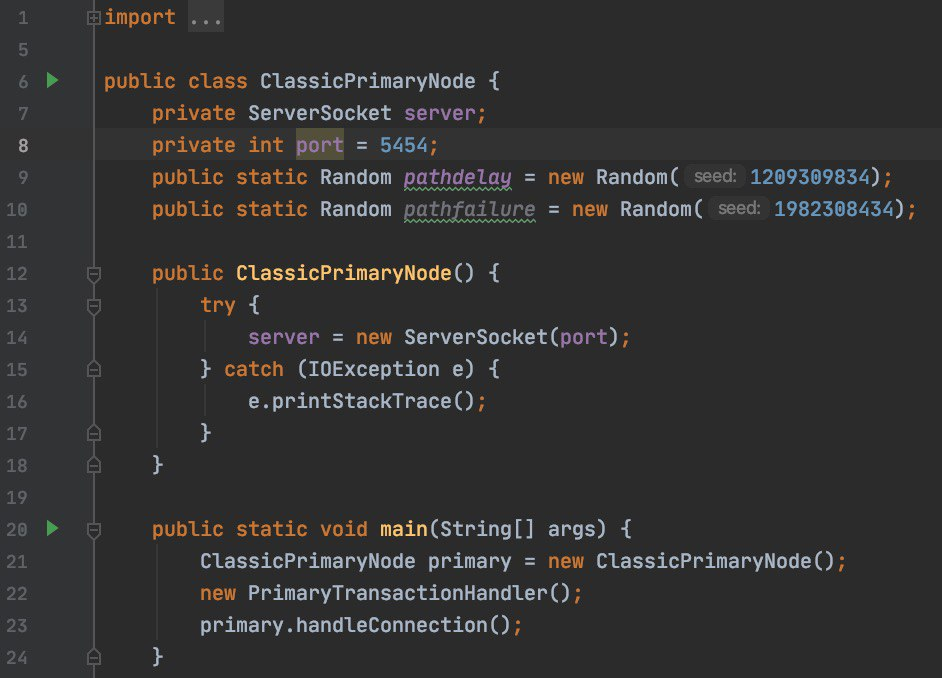 1 import ...
5
6 public class ClassicPrimaryNode {
7 private ServerSocket server;
8 private int port = 5454;
9 public static Random pathdelay = new Random( seed: 1209309834);
10 public static Random pathfailure = new Random( seed: 1982308434);
11
12 public ClassicPrimaryNode() {
13 try {
14 server = new ServerSocket(port);
15 } catch (IOException e) {
16 e.printStackTrace();
17 }
18 }
19
20 public static void main(String[] args) {
21 ClassicPrimaryNode primary = new ClassicPrimaryNode();
22 new PrimaryTransactionHandler();
23 primary.handleConnection();
24 }